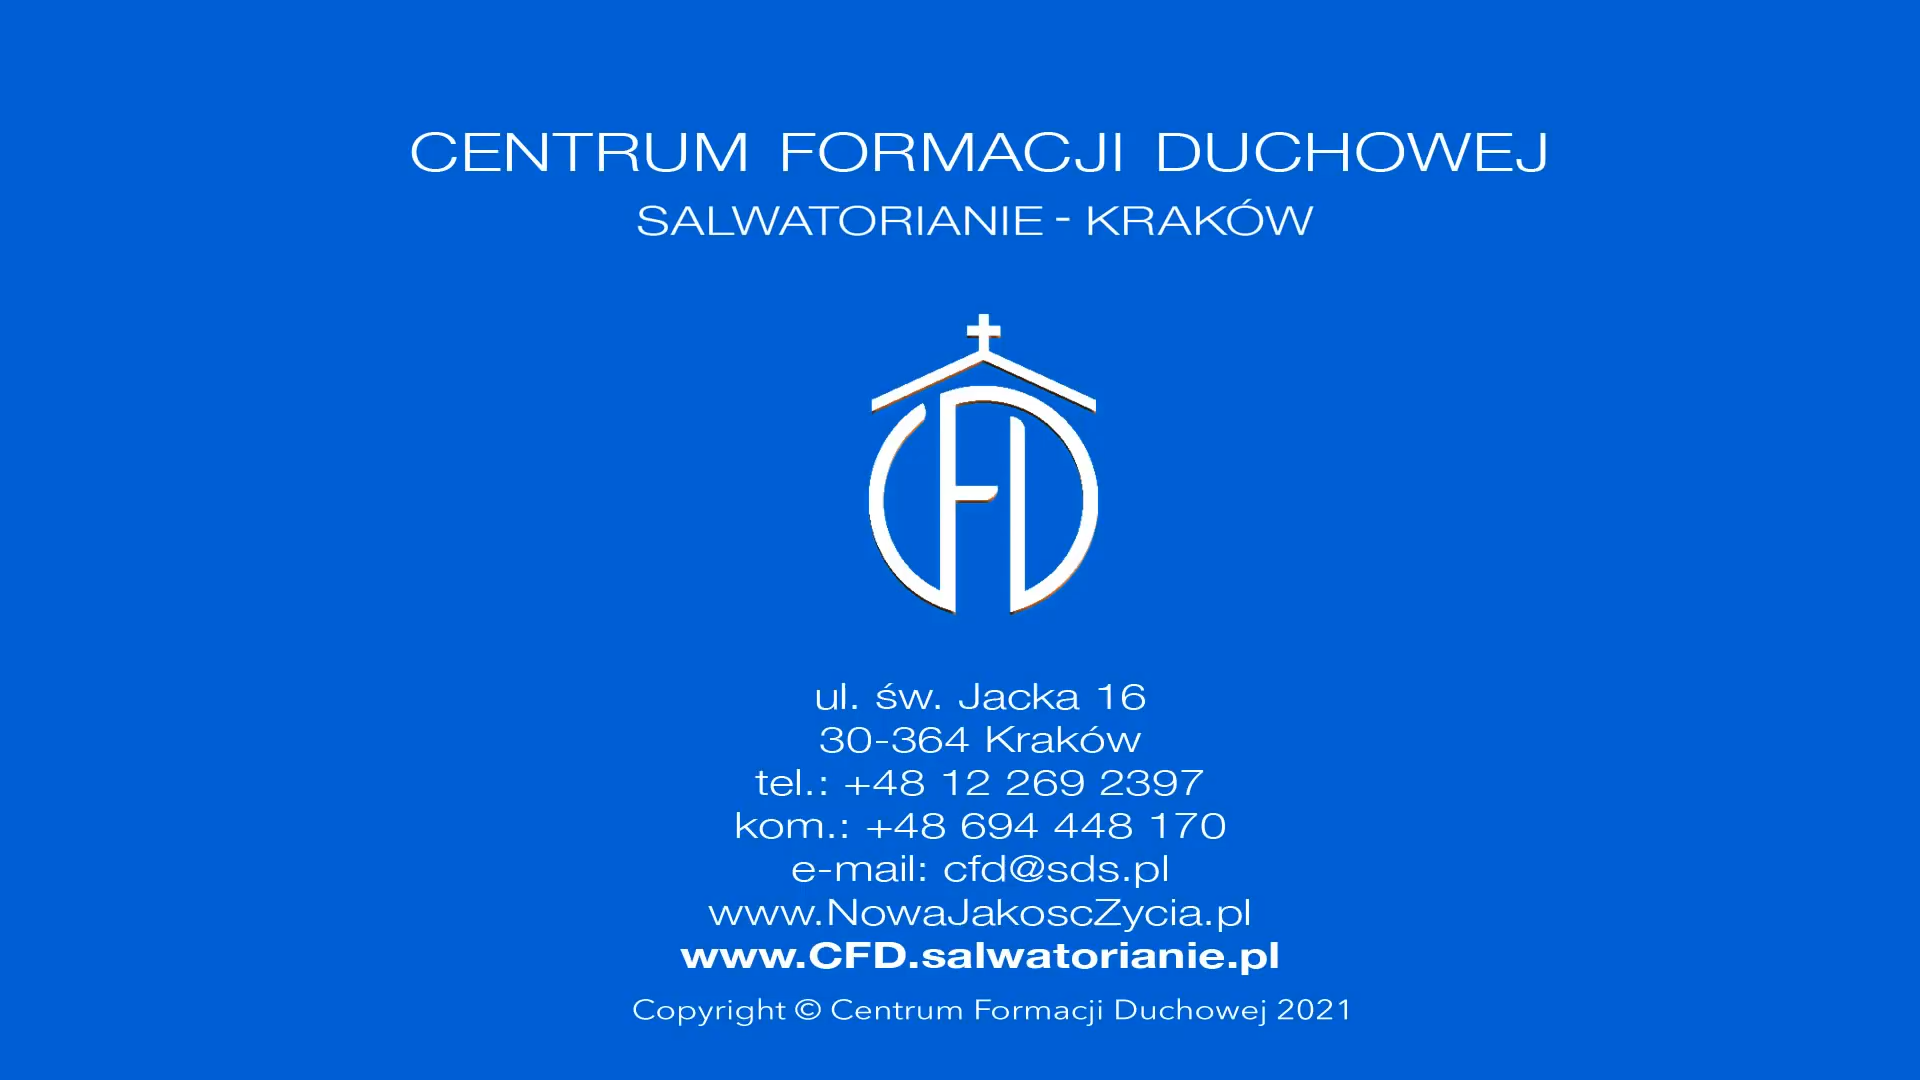 CENTRUM FORMACJI DUCHOWEJ
SALWATORIANIE - KRAKÓW
CFD
ul. św. Jacka 16
30-364 Kraków
tel.: +48 12 269 2397
kom.: +48 694 448 170
e-mail: cfd@sds.pl
www.NowaJakoscZycia.pl
www.CFD.salwatorianie.pl
Copyright © Centrum Formacji Duchowej 2021